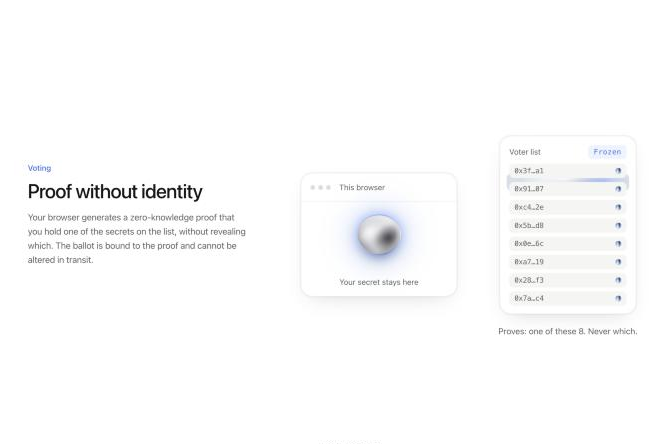 Voting
Proof without identity
Your browser generates a zero-knowledge proof that
you hold one of the secrets on the list, without revealing
which. The ballot is bound to the proof and cannot be
altered in transit.
This browser
Your secret stays here
Voter list Frozen
0x3f…a1
0x91…07
0xc4…2e
0x5b…d8
0x0e…6c
0xa7…19
0x28…f3
0x7a…c4
Proves: one of these 8. Never which.